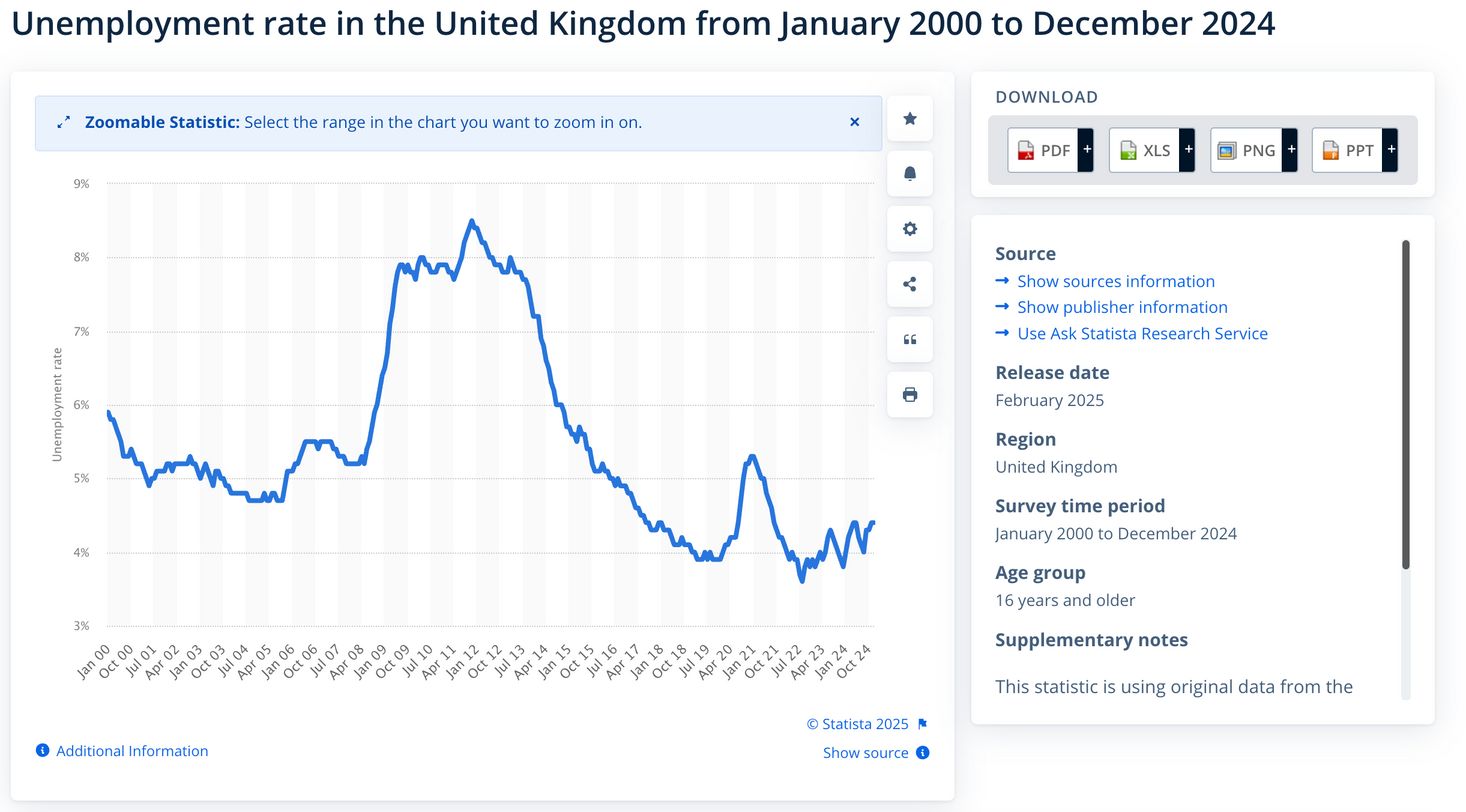 Unemployment rate in the United Kingdom from January 2000 to December 2024
Zoomable Statistic: Select the range in the chart you want to zoom in on.
9%
8%
7%
6%
5%
4%
3%
Unemployment rate
Jan 00
Oct 00
Jul 01
Apr 02
Jan 03
Oct 03
Jul 04
Apr 05
Jan 06
Oct 06
Jul 07
Apr 08
Jan 09
Oct 09
Jul 10
Apr 11
Jan 12
Oct 12
Jul 13
Apr 14
Jan 15
Oct 15
Jul 16
Apr 17
Jan 18
Oct 18
Jul 19
Apr 20
Jan 21
Oct 21
Jul 22
Apr 23
Jan 24
Oct 24
© Statista 2025
Additional Information
Show source
DOWNLOAD
PDF + XLS + PNG + PPT +
Source
Show sources information
Show publisher information
Use Ask Statista Research Service
Release date
February 2025
Region
United Kingdom
Survey time period
January 2000 to December 2024
Age group
16 years and older
Supplementary notes
This statistic is using original data from the